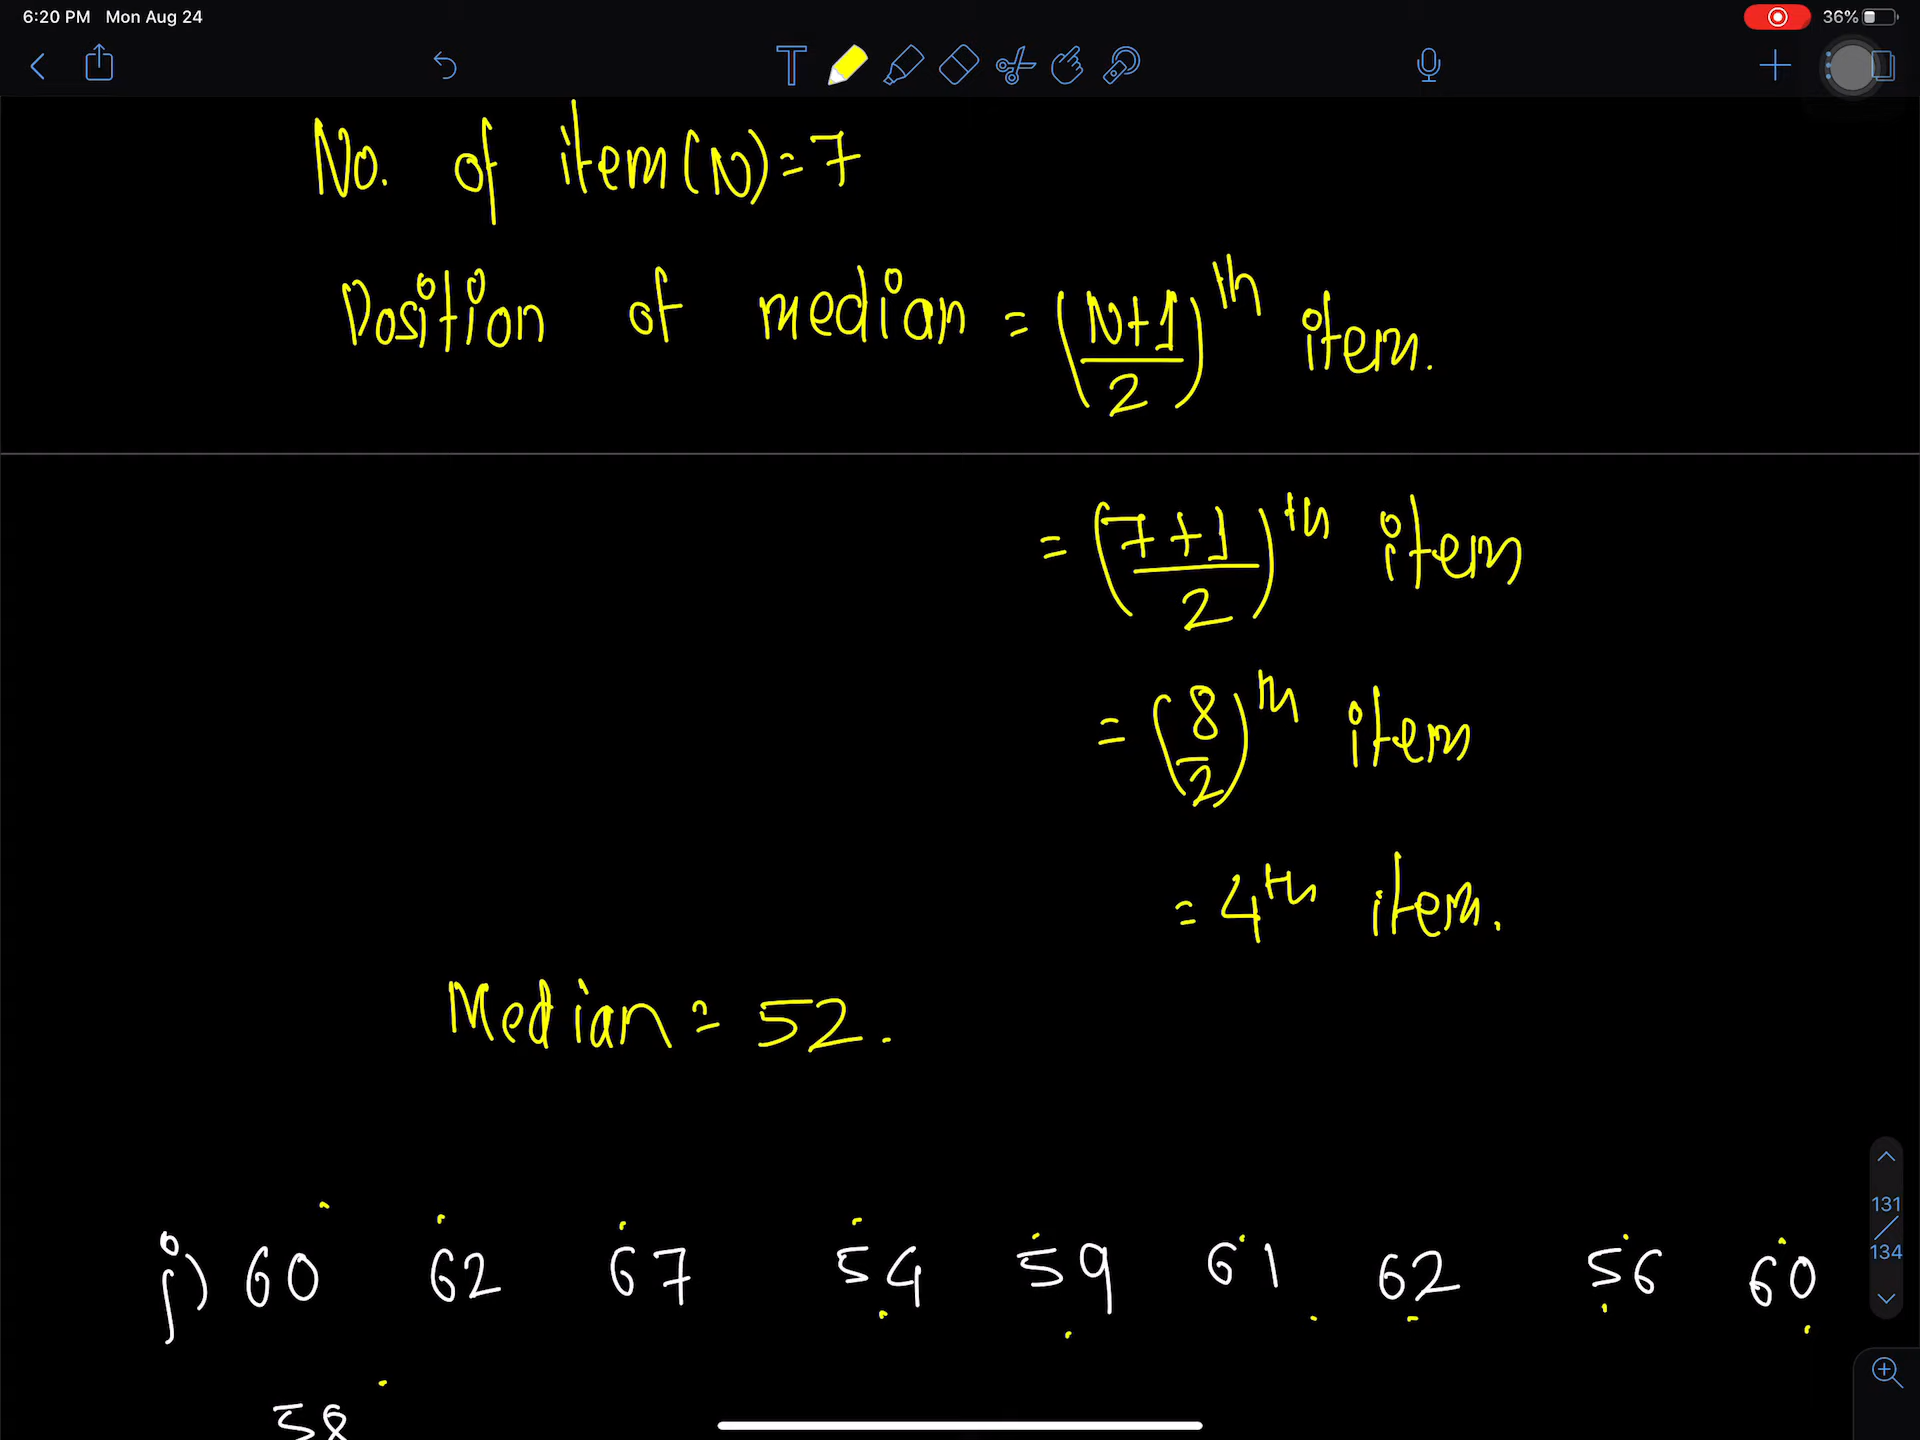 6:20 PM Mon Aug 24
36%
No. of item(N)=7
Position of median = (N+1/2)th item.
= (7+1/2)th item
= (8/2)th item
= 4th item.
Median = 52.
131
134
j) 60 62 67 54 59 61 62 56 60
58